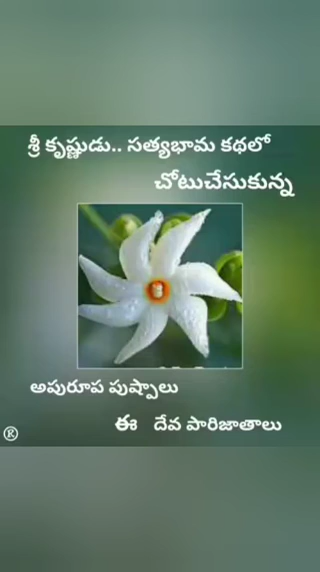 శ్రీ కృష్ణుడు.. సత్యభామ కథలో
చోటుచేసుకున్న
అపురూప పుష్పాలు
ఈ దేవ పారిజాతాలు
®